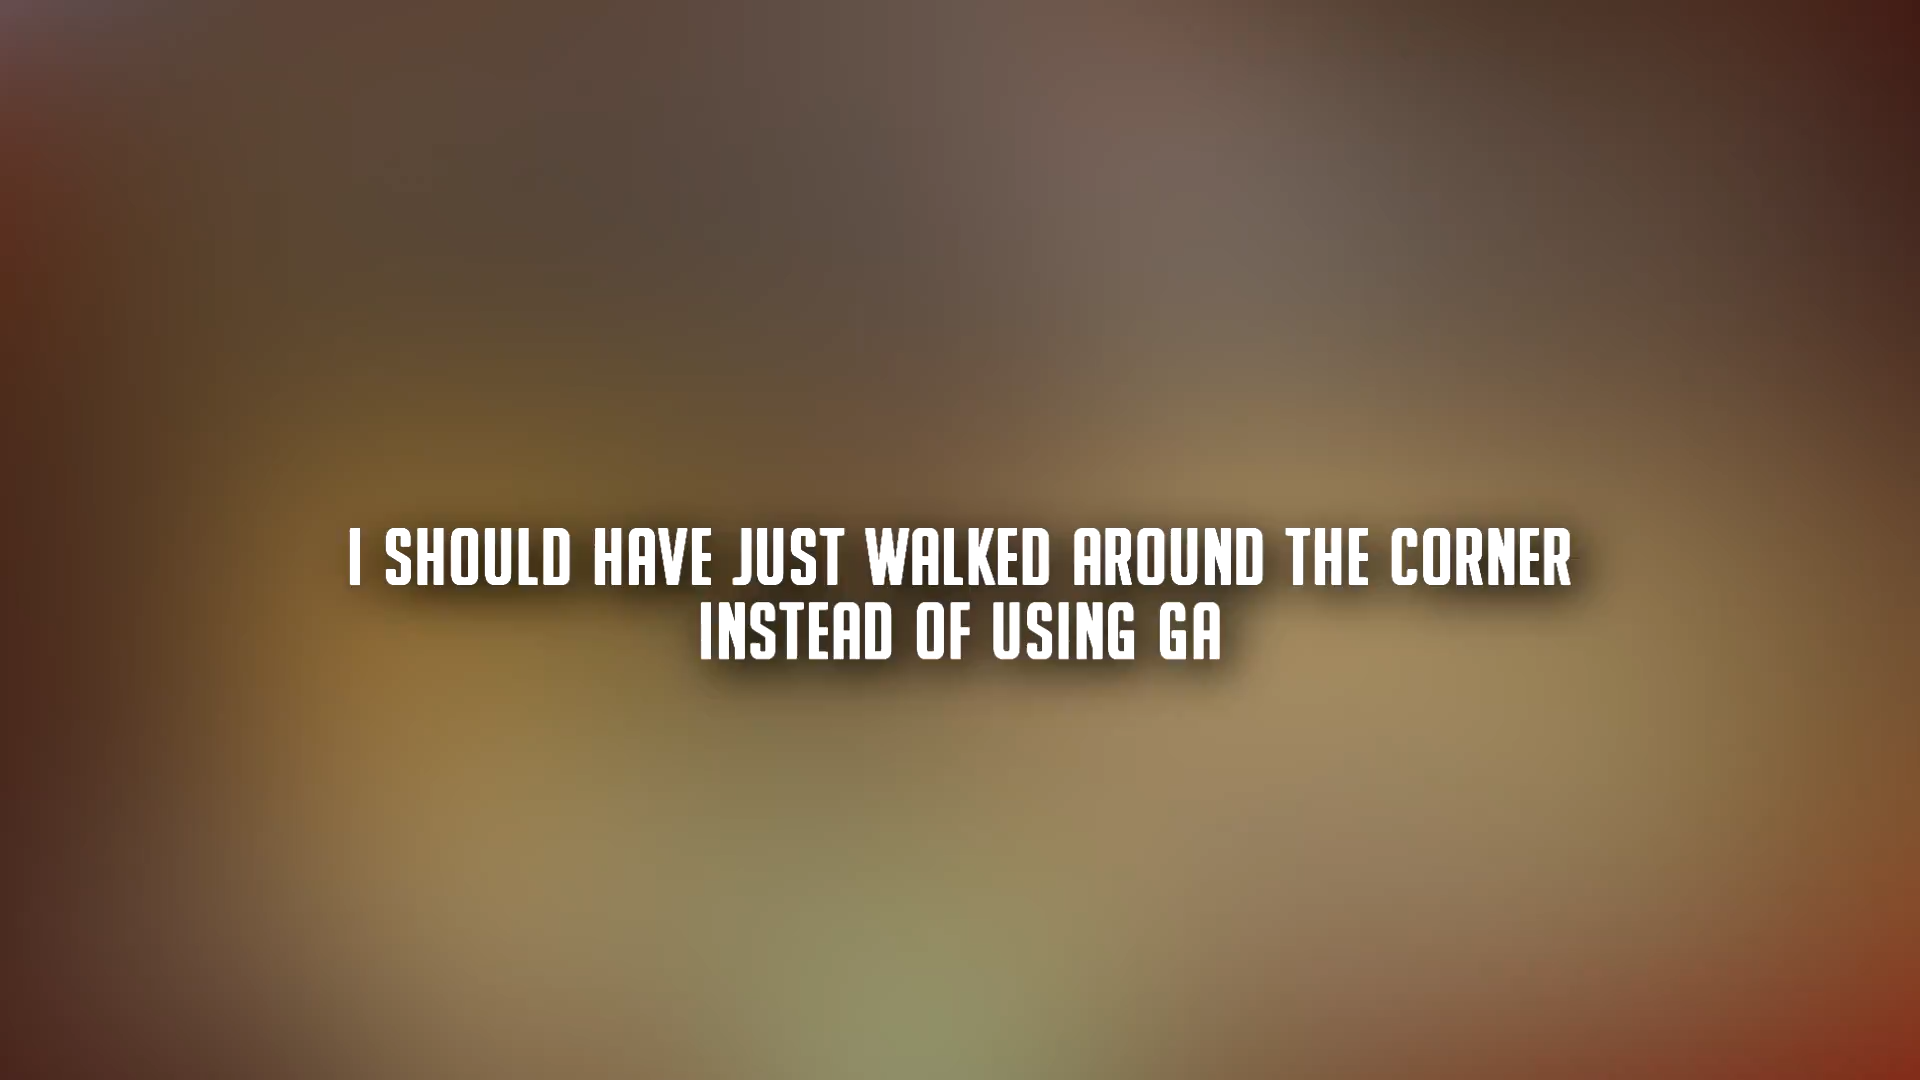 I SHOULD HAVE JUST WALKED AROUND THE CORNER
INSTEAD OF USING GA